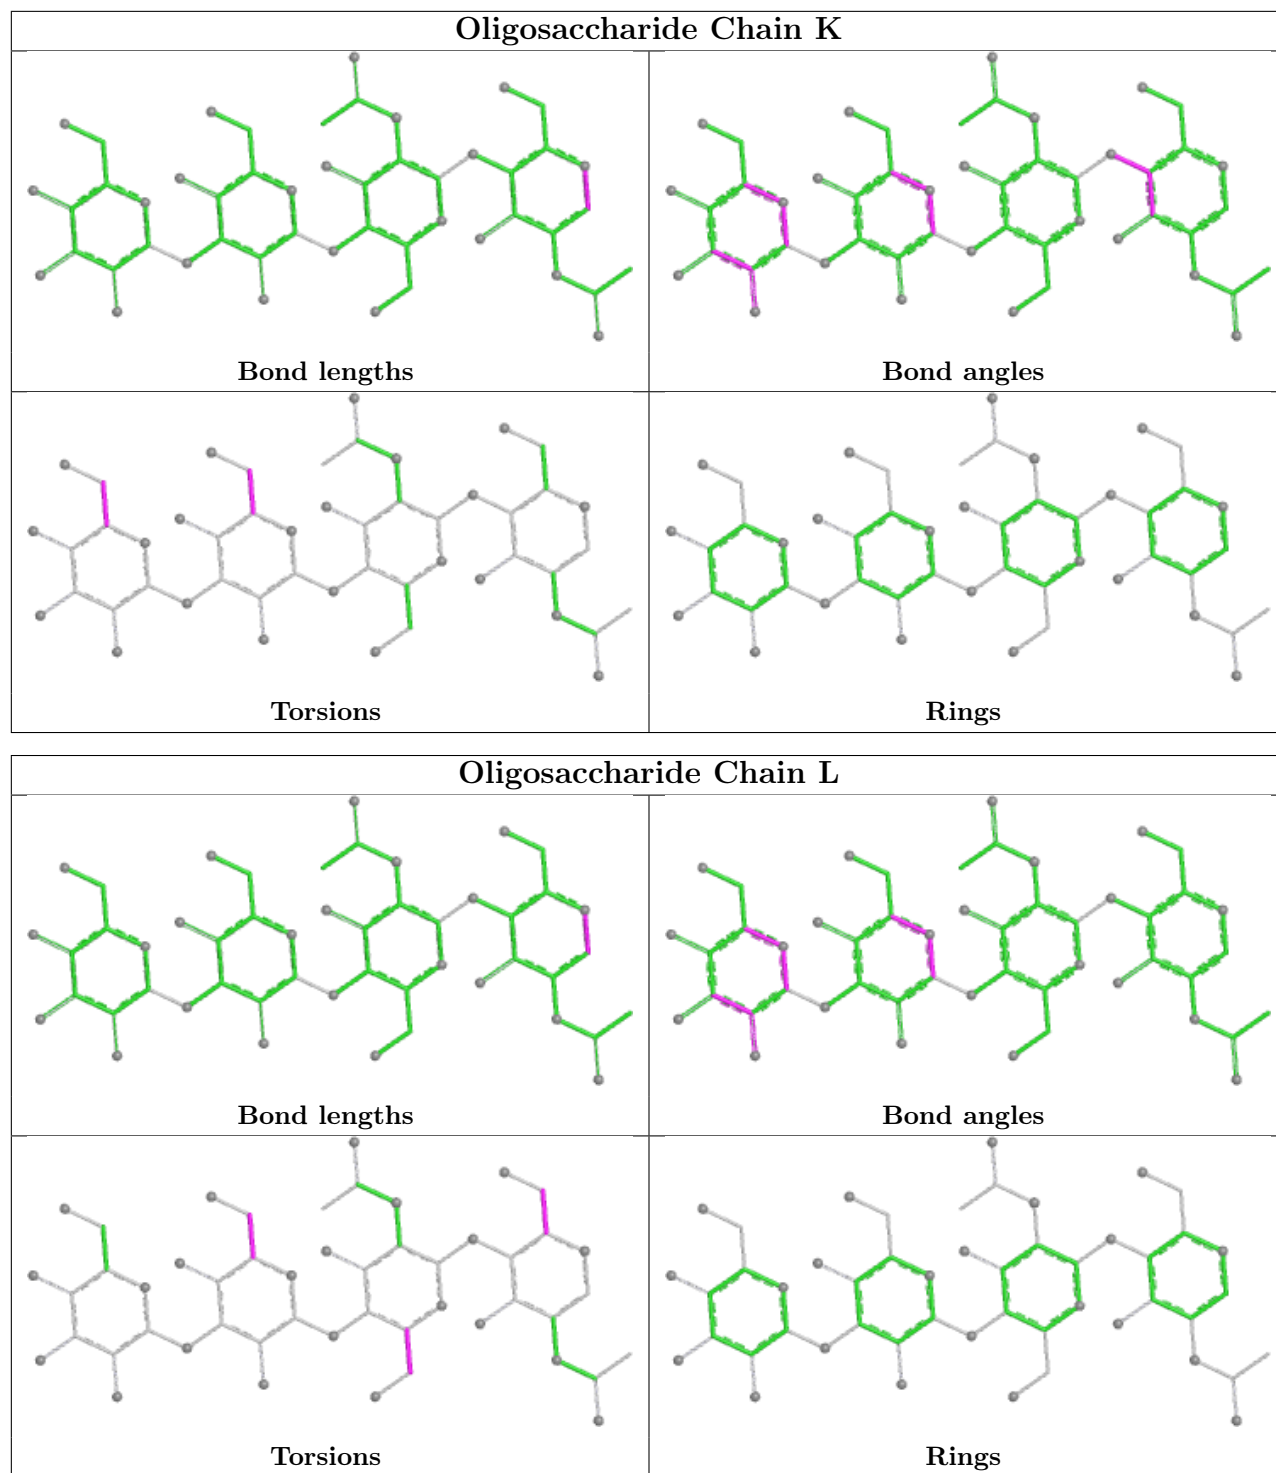 Oligosaccharide Chain K
Bond lengths
Bond angles
Torsions
Rings
Oligosaccharide Chain L
Bond lengths
Bond angles
Torsions
Rings